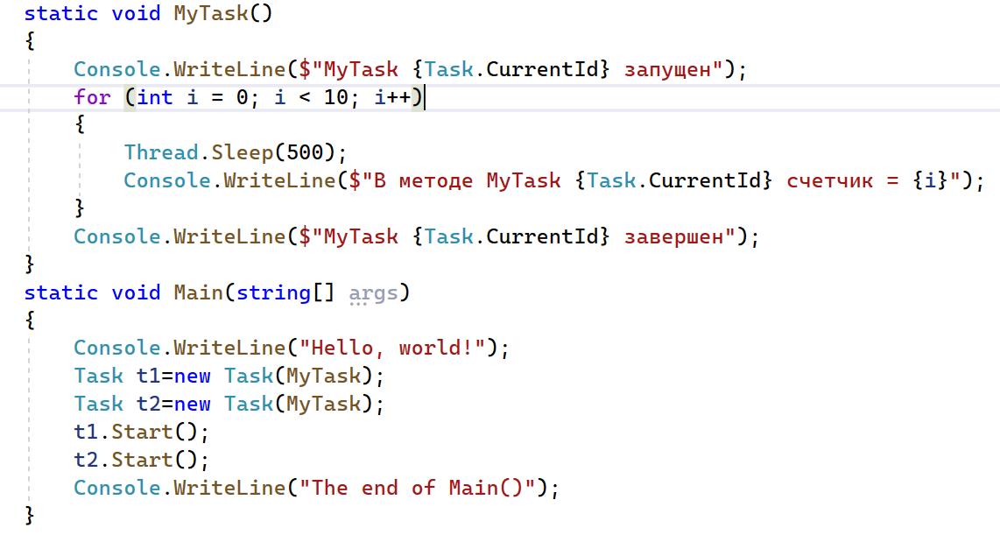 static void MyTask()
{
    Console.WriteLine($"MyTask {Task.CurrentId} запущен");
    for (int i = 0; i < 10; i++)
    {
        Thread.Sleep(500);
        Console.WriteLine($"В методе MyTask {Task.CurrentId} счетчик = {i}");
    }
    Console.WriteLine($"MyTask {Task.CurrentId} завершен");
}
static void Main(string[] args)
{
    Console.WriteLine("Hello, world!");
    Task t1=new Task(MyTask);
    Task t2=new Task(MyTask);
    t1.Start();
    t2.Start();
    Console.WriteLine("The end of Main()");
}